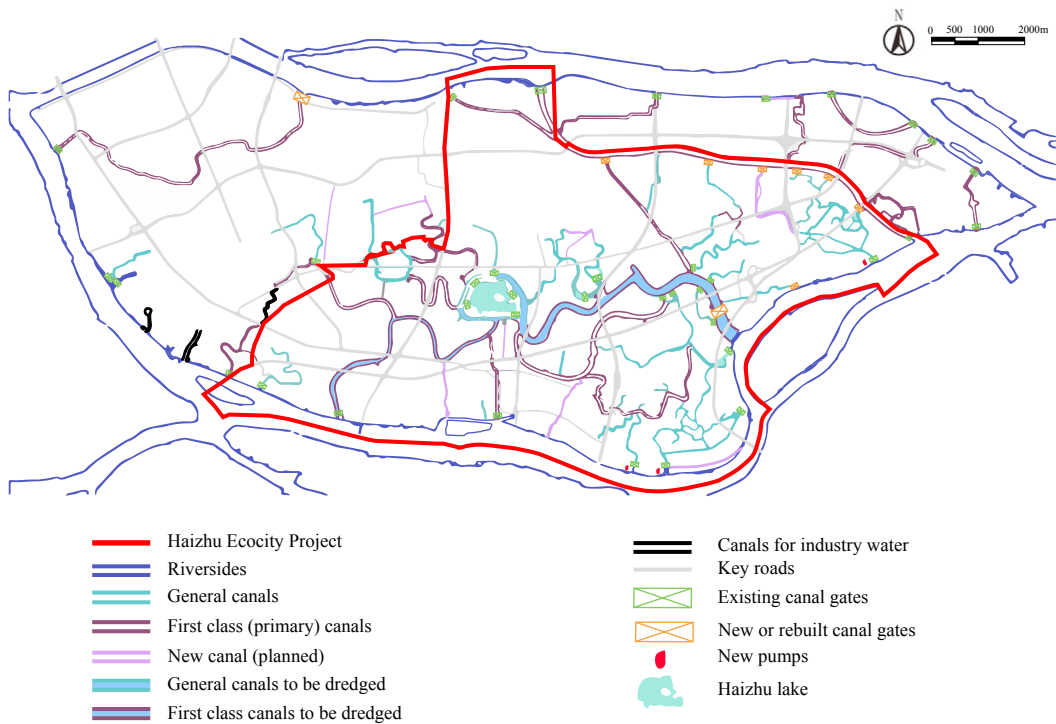 N
0 500 1000 2000m
Haizhu Ecocity Project
Riversides
General canals
First class (primary) canals
New canal (planned)
General canals to be dredged
First class canals to be dredged
Canals for industry water
Key roads
Existing canal gates
New or rebuilt canal gates
New pumps
Haizhu lake